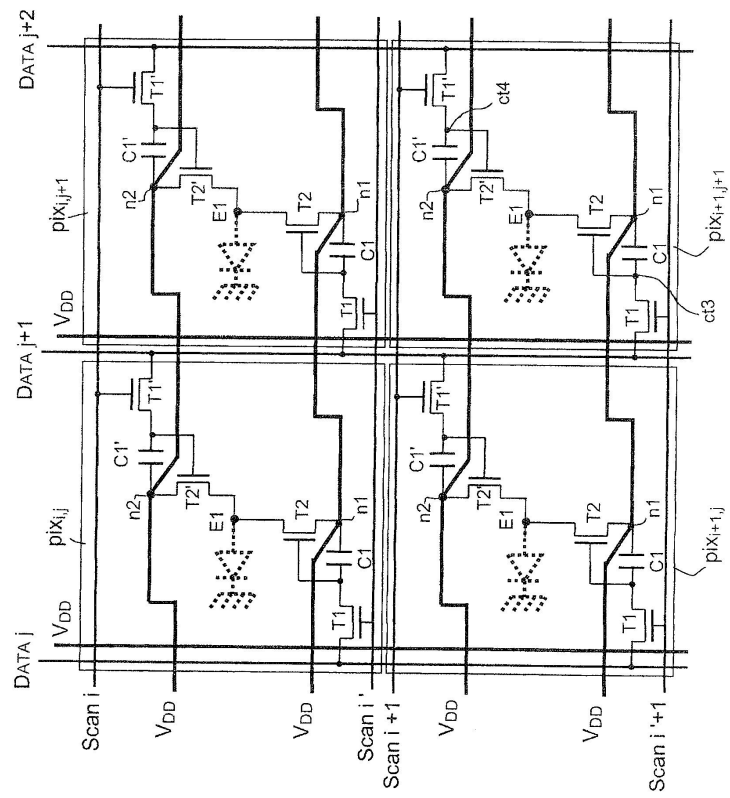 DATA j
VDD
DATA j+1
VDD
DATA j+2
pixi,j
pixi,j+1
Scan i
T1'
T1'
C1'
C1'
n2
n2
T2'
T2'
VDD
E1
E1
T2
T2
VDD
n1
n1
C1
C1
T1
T1
Scan i '
Scan i +1
T1'
T1'
ct4
C1'
C1'
n2
n2
T2'
T2'
VDD
E1
E1
T2
T2
VDD
n1
n1
C1
C1
T1
T1
Scan i '+1
ct3
pixi+1,j
pixi+1,j+1